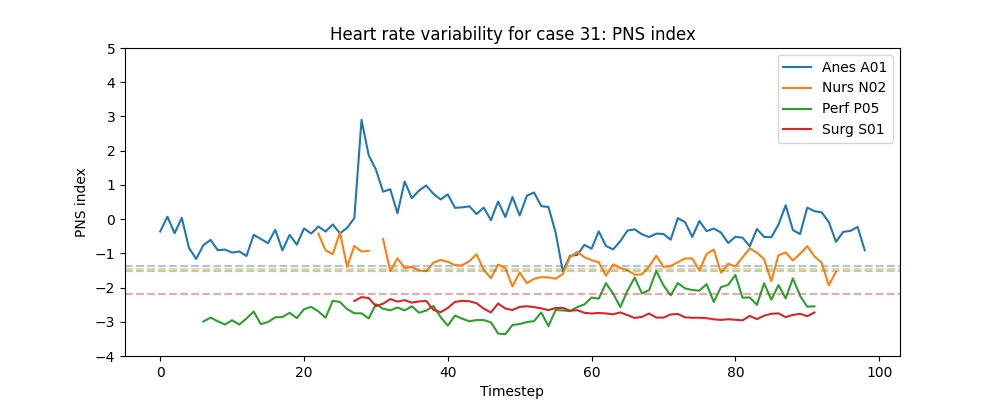 Heart rate variability for case 31: PNS index
5
4
3
2
1
0
−1
−2
−3
−4
PNS index
Anes A01
Nurs N02
Perf P05
Surg S01
0 20 40 60 80 100
Timestep